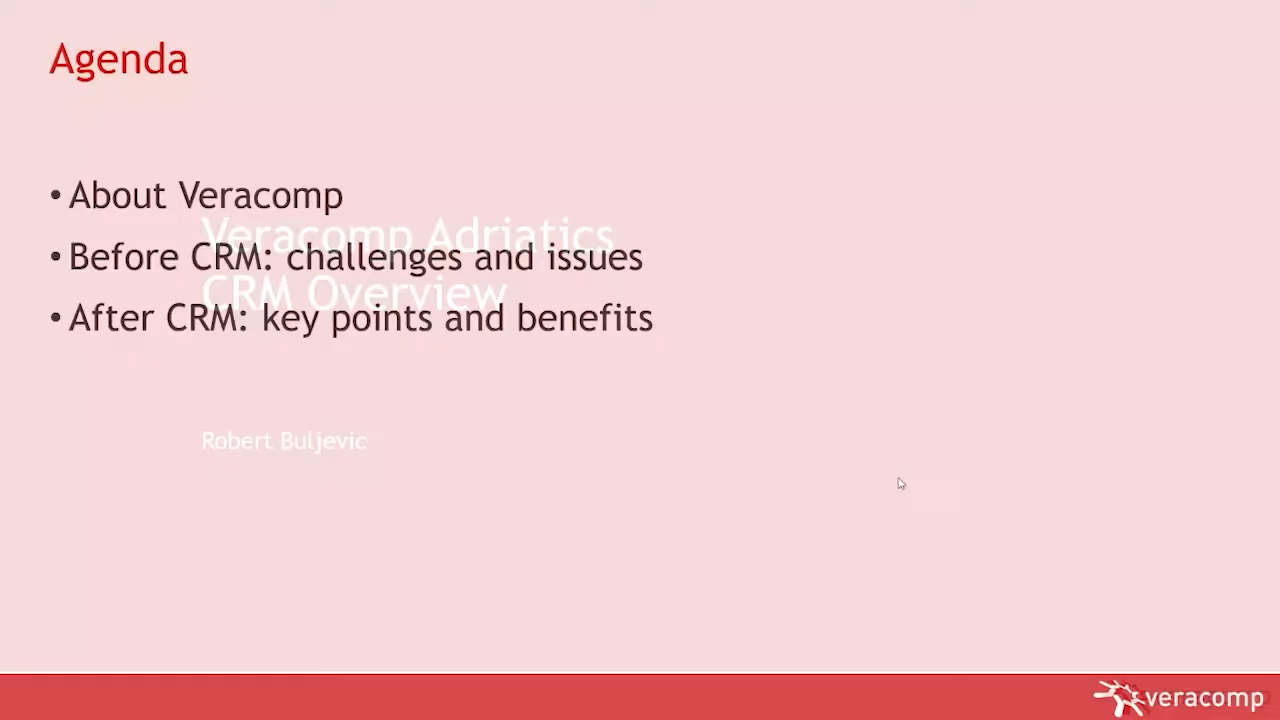 Agenda
• About Veracomp
Veracomp Adriatics
• Before CRM: challenges and issues
CRM Overview
• After CRM: key points and benefits
Robert Buljevic
veracomp